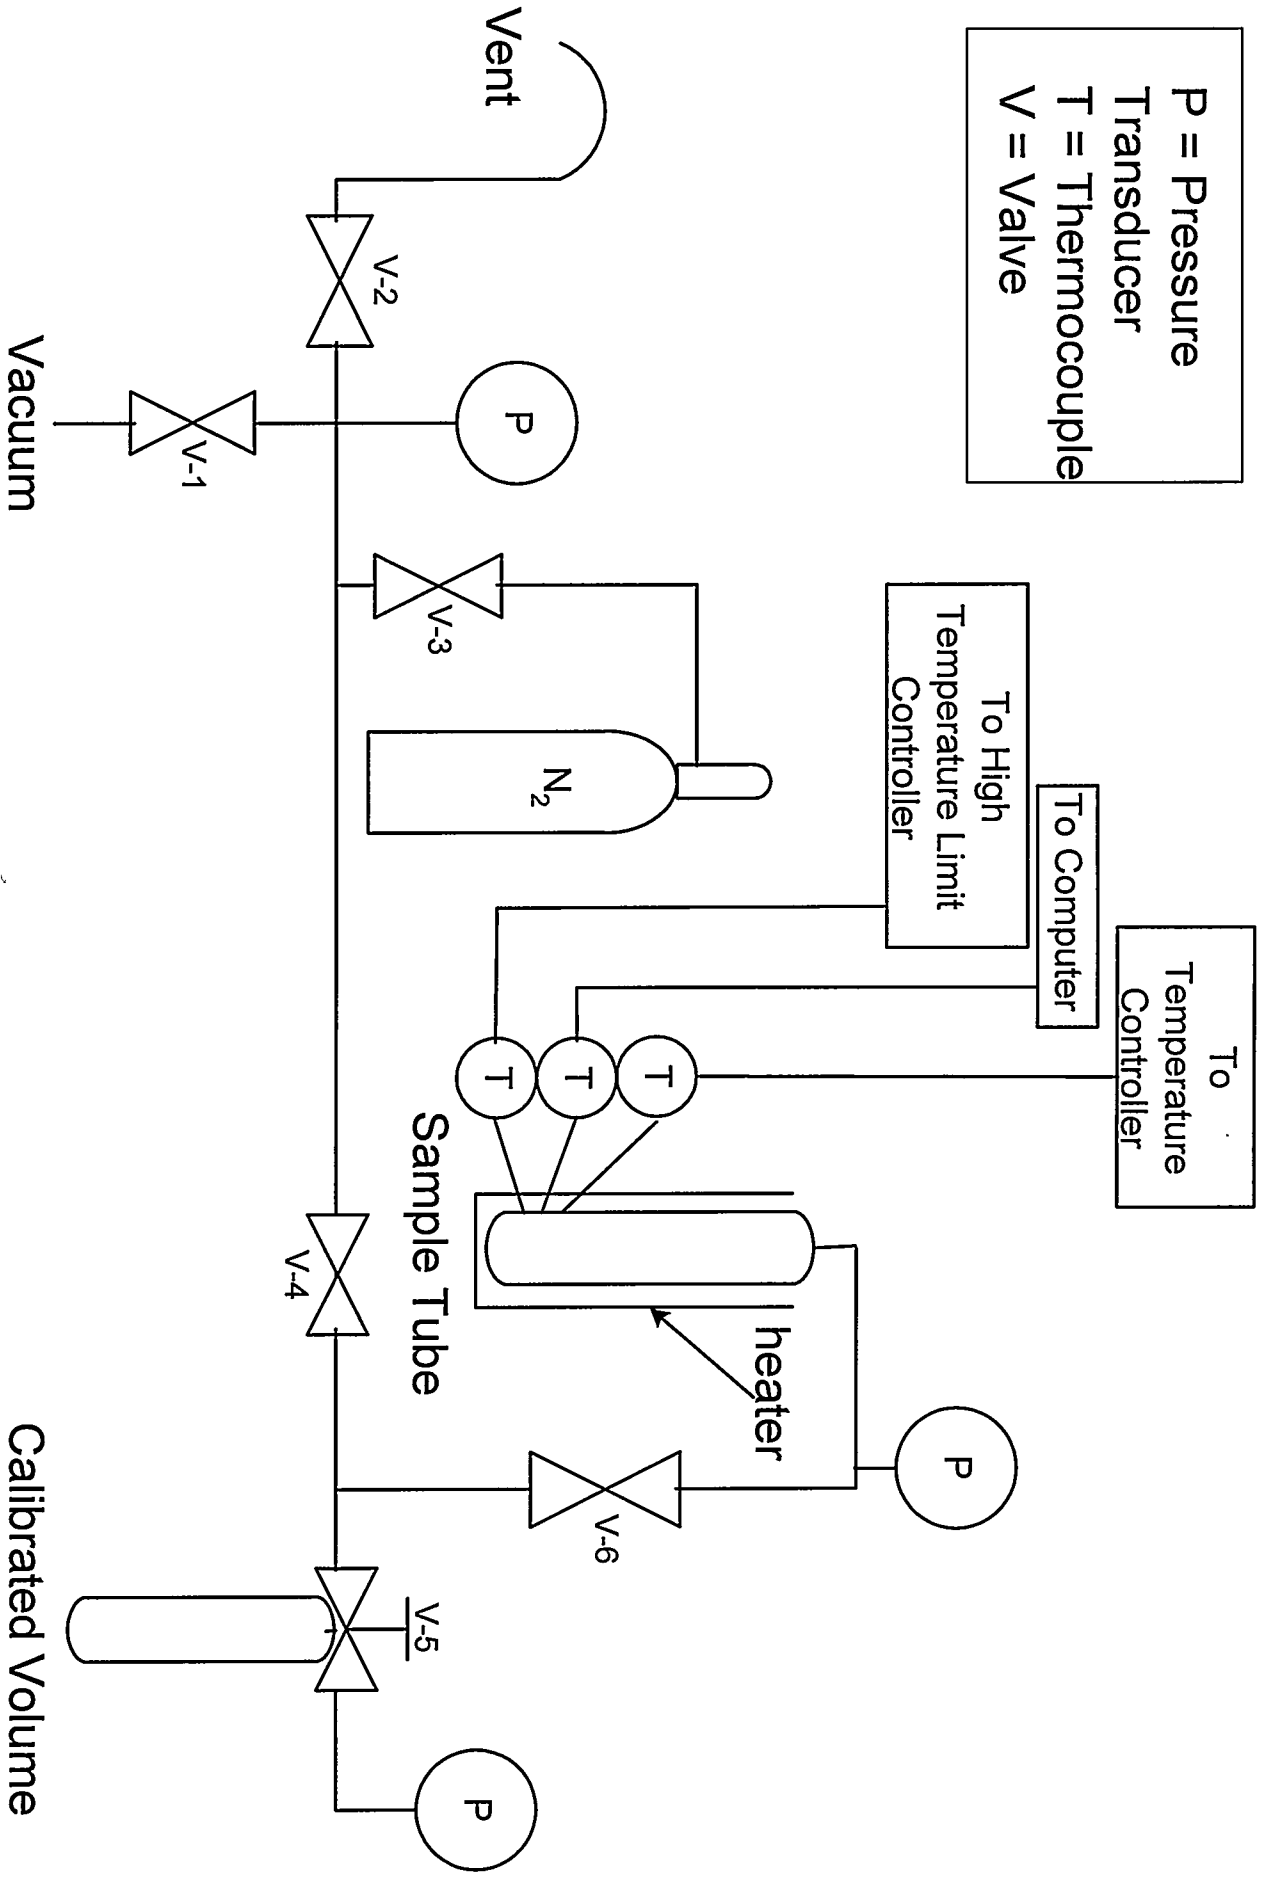 P = Pressure
Transducer
T = Thermocouple
V = Valve
To
Temperature
Controller
To Computer
To High
Temperature Limit
Controller
Vent
V-2
P
V-1
Vacuum
V-3
N₂
T
T
T
Sample Tube
heater
P
V-4
V-6
V-5
P
Calibrated Volume